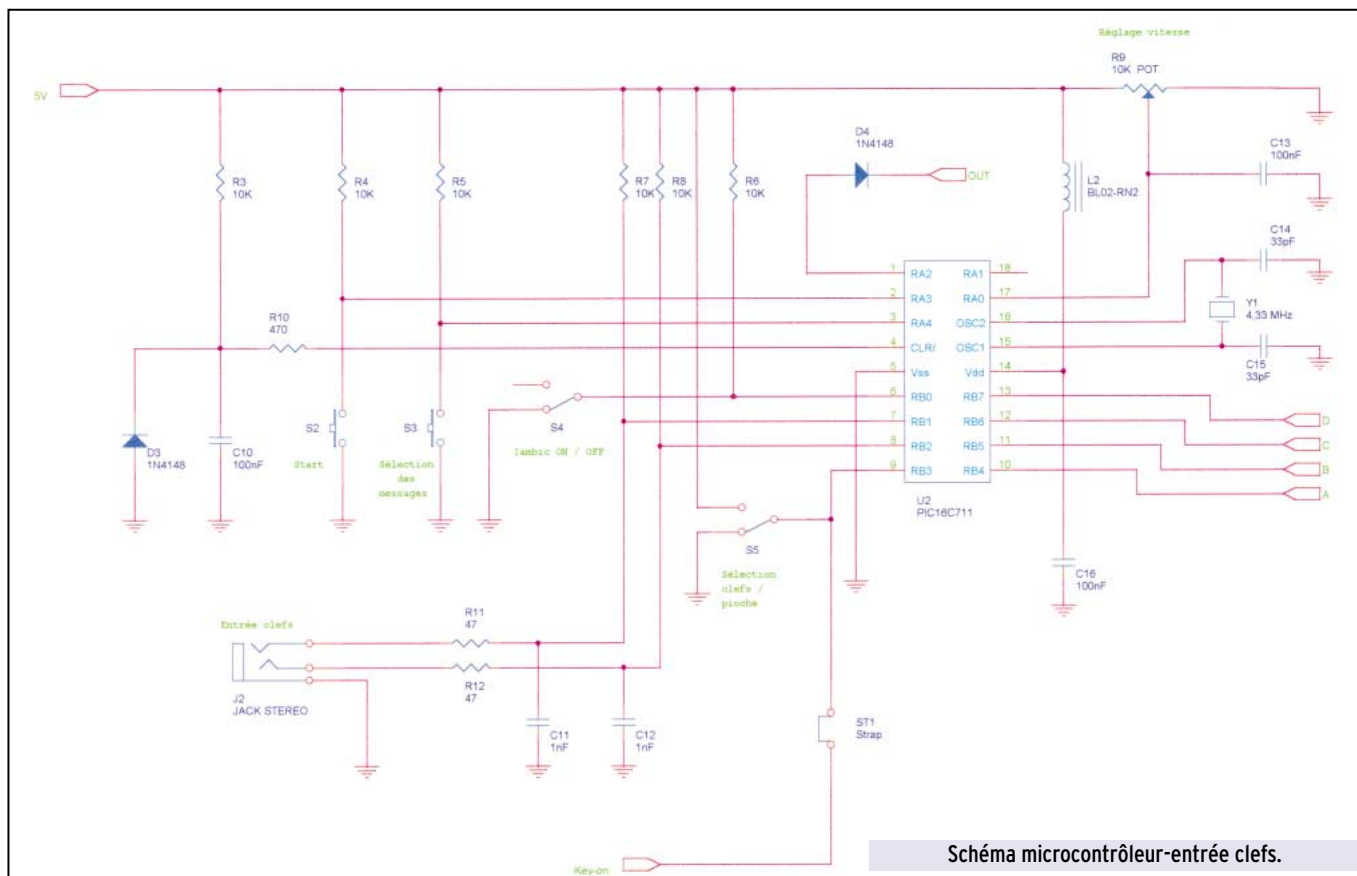 Réglage vitesse
R9
10K POT.
5V
D4
1N4148
C13
100nF
R3
10K
R4
10K
R5
10K
R7
10K
R8
10K
R6
10K
OUT
L2
BL02-RN2
C14
33pF
1 RA2 RA1 18
2 RA3 RA0 17
3 RA4 OSC2 16
4 CLR/ OSC1 15
5 Vss Vdd 14
6 RB0 RB7 13
7 RB1 RB6 12
8 RB2 RB5 11
9 RB3 RB4 10
U2
PIC16C711
Y1
4,33 MHz
C15
33pF
R10
470
D
C
B
A
D3
1N4148
C10
100nF
S2
Start
S3
Sélection
des
messages
S4
Iambic ON / OFF
S5
Sélection
clefs /
pioche
C16
100nF
Entrée clefs
R11
47
R12
47
J2
JACK STEREO
C11
1nF
C12
1nF
ST1
Strap
Key-on
Schéma microcontrôleur-entrée clefs.